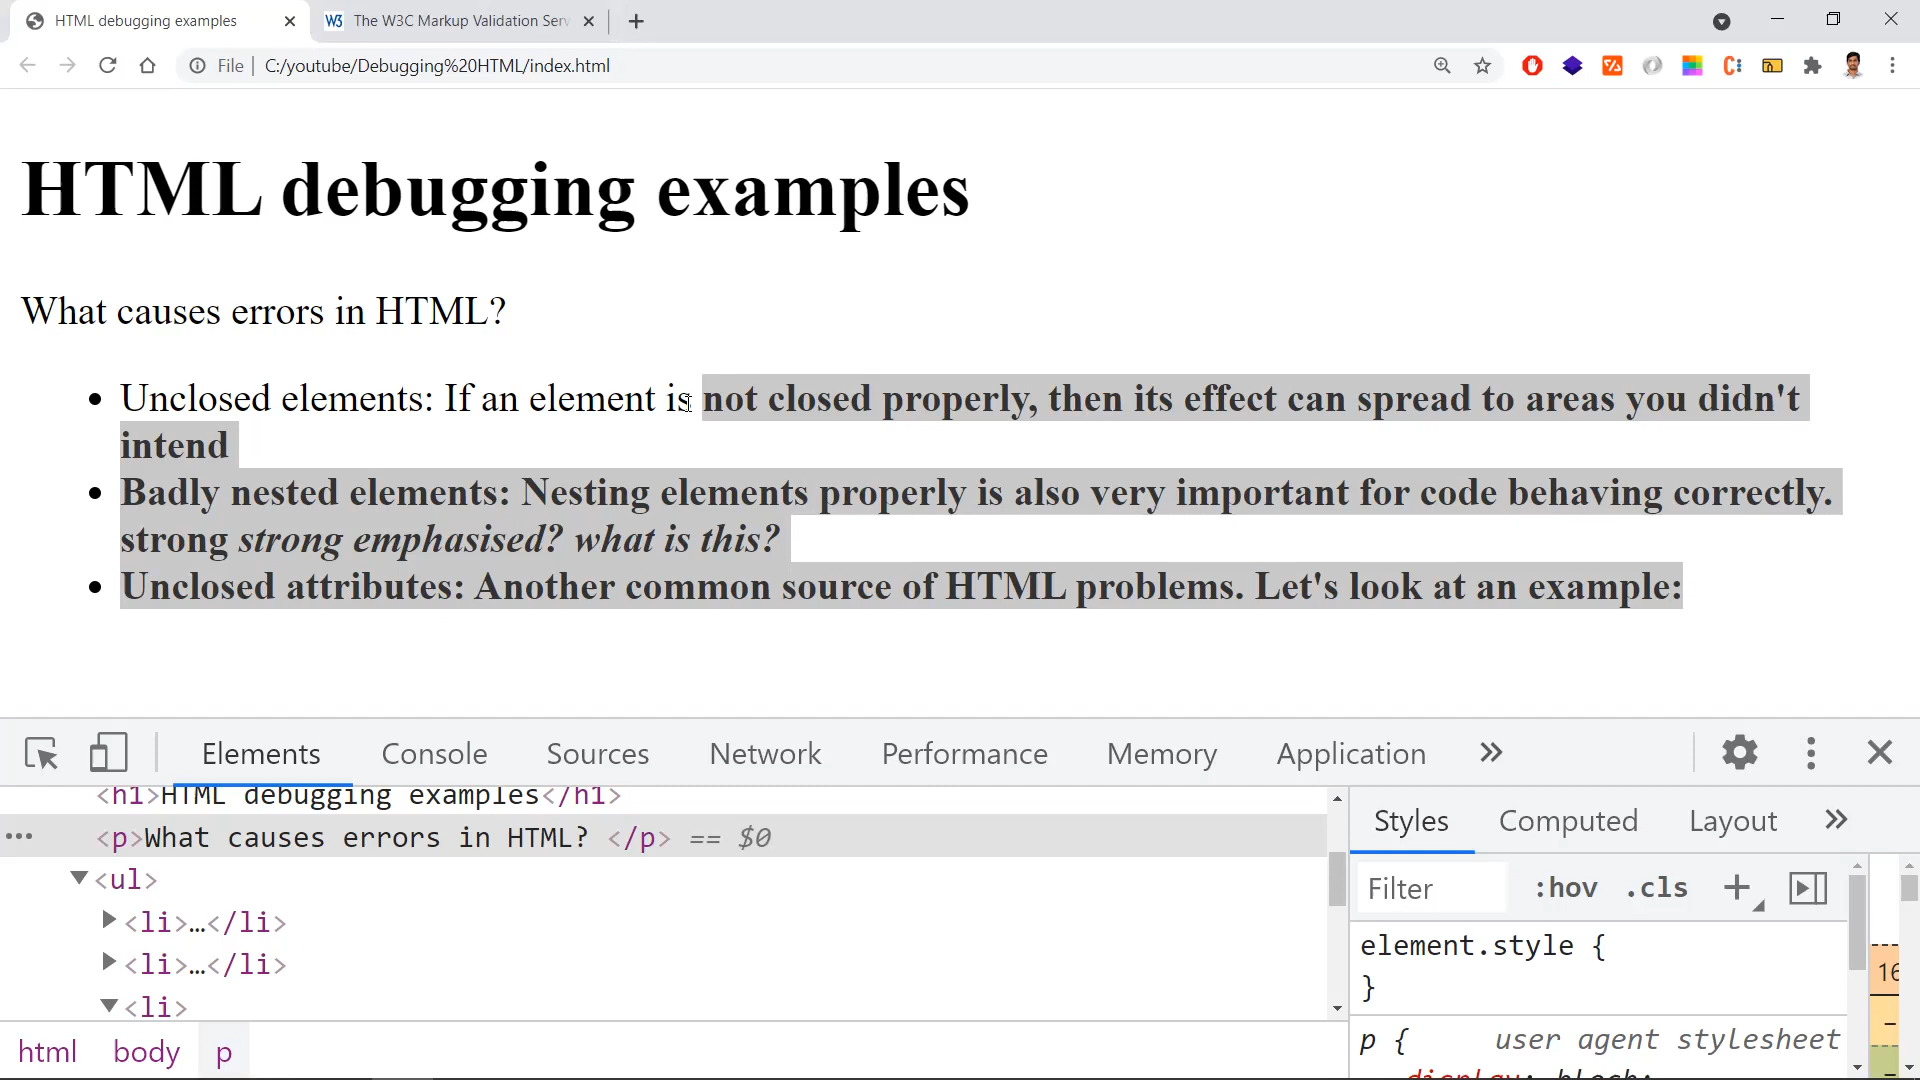 HTML debugging examples
The W3C Markup Validation Serv
File
C:/youtube/Debugging%20HTML/index.html
HTML debugging examples
What causes errors in HTML?
Unclosed elements: If an element is not closed properly, then its effect can spread to areas you didn't
intend
Badly nested elements: Nesting elements properly is also very important for code behaving correctly.
strong strong emphasised? what is this?
Unclosed attributes: Another common source of HTML problems. Let's look at an example:
Elements Console Sources Network Performance Memory Application
<h1>HTML debugging examples</h1>
<p>What causes errors in HTML? </p> == $0
<ul>
<li>…</li>
<li>…</li>
<li>
html body p
Styles Computed Layout
Filter :hov .cls
element.style {
}
p { user agent stylesheet
display: block;
16